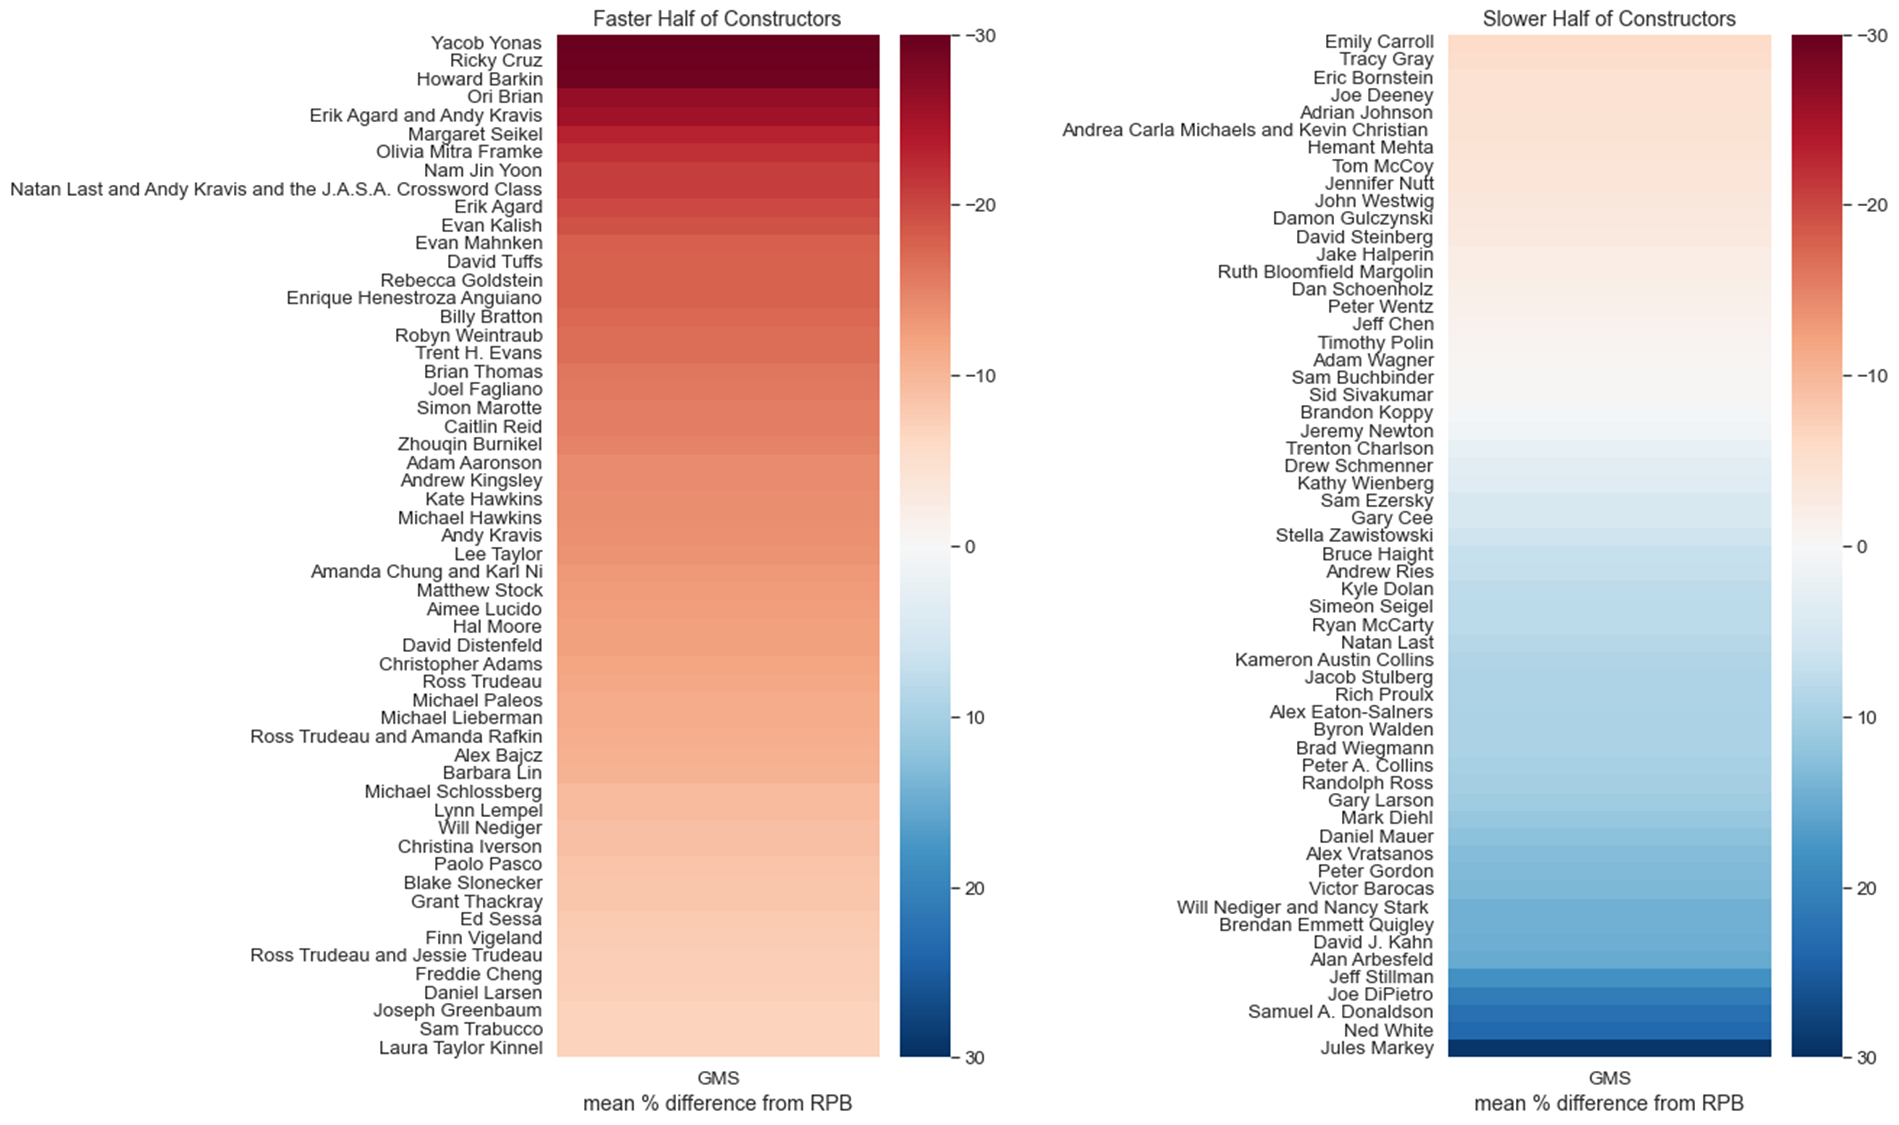 Faster Half of Constructors
Yacob Yonas
Ricky Cruz
Howard Barkin
Ori Brian
Erik Agard and Andy Kravis
Margaret Seikel
Olivia Mitra Framke
Nam Jin Yoon
Natan Last and Andy Kravis and the J.A.S.A. Crossword Class
Erik Agard
Evan Kalish
Evan Mahnken
David Tuffs
Rebecca Goldstein
Enrique Henestroza Anguiano
Billy Bratton
Robyn Weintraub
Trent H. Evans
Brian Thomas
Joel Fagliano
Simon Marotte
Caitlin Reid
Zhouqin Burnikel
Adam Aaronson
Andrew Kingsley
Kate Hawkins
Michael Hawkins
Andy Kravis
Lee Taylor
Amanda Chung and Karl Ni
Matthew Stock
Aimee Lucido
Hal Moore
David Distenfeld
Christopher Adams
Ross Trudeau
Michael Paleos
Michael Lieberman
Ross Trudeau and Amanda Rafkin
Alex Bajcz
Barbara Lin
Michael Schlossberg
Lynn Lempel
Will Nediger
Christina Iverson
Paolo Pasco
Blake Slonecker
Grant Thackray
Ed Sessa
Finn Vigeland
Ross Trudeau and Jessie Trudeau
Freddie Cheng
Daniel Larsen
Joseph Greenbaum
Sam Trabucco
Laura Taylor Kinnel
GMS
mean % difference from RPB
−30
−20
−10
0
10
20
30
Slower Half of Constructors
Emily Carroll
Tracy Gray
Eric Bornstein
Joe Deeney
Adrian Johnson
Andrea Carla Michaels and Kevin Christian
Hemant Mehta
Tom McCoy
Jennifer Nutt
John Westwig
Damon Gulczynski
David Steinberg
Jake Halperin
Ruth Bloomfield Margolin
Dan Schoenholz
Peter Wentz
Jeff Chen
Timothy Polin
Adam Wagner
Sam Buchbinder
Sid Sivakumar
Brandon Koppy
Jeremy Newton
Trenton Charlson
Drew Schmenner
Kathy Wienberg
Sam Ezersky
Gary Cee
Stella Zawistowski
Bruce Haight
Andrew Ries
Kyle Dolan
Simeon Seigel
Ryan McCarty
Natan Last
Kameron Austin Collins
Jacob Stulberg
Rich Proulx
Alex Eaton-Salners
Byron Walden
Brad Wiegmann
Peter A. Collins
Randolph Ross
Gary Larson
Mark Diehl
Daniel Mauer
Alex Vratsanos
Peter Gordon
Victor Barocas
Will Nediger and Nancy Stark
Brendan Emmett Quigley
David J. Kahn
Alan Arbesfeld
Jeff Stillman
Joe DiPietro
Samuel A. Donaldson
Ned White
Jules Markey
GMS
mean % difference from RPB
−30
−20
−10
0
10
20
30